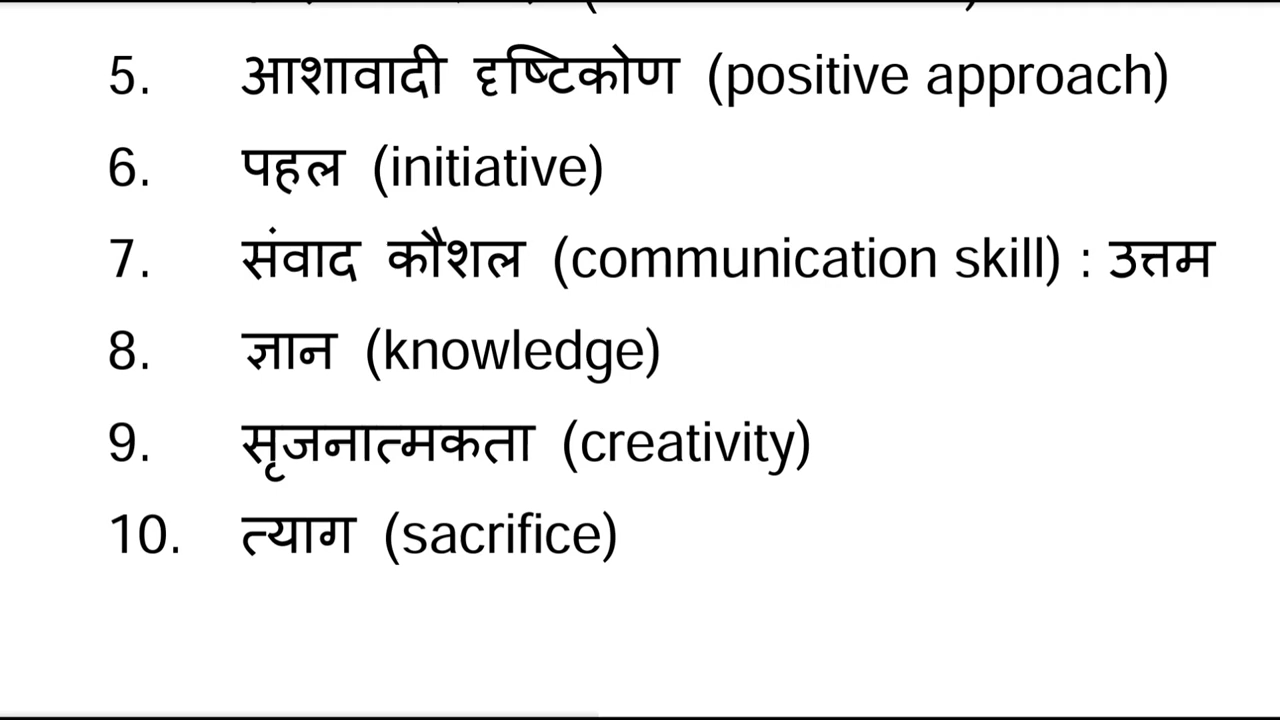 5. आशावादी दृष्टिकोण (positive approach)
6. पहल (initiative)
7. संवाद कौशल (communication skill) : उत्तम
8. ज्ञान (knowledge)
9. सृजनात्मकता (creativity)
10. त्याग (sacrifice)